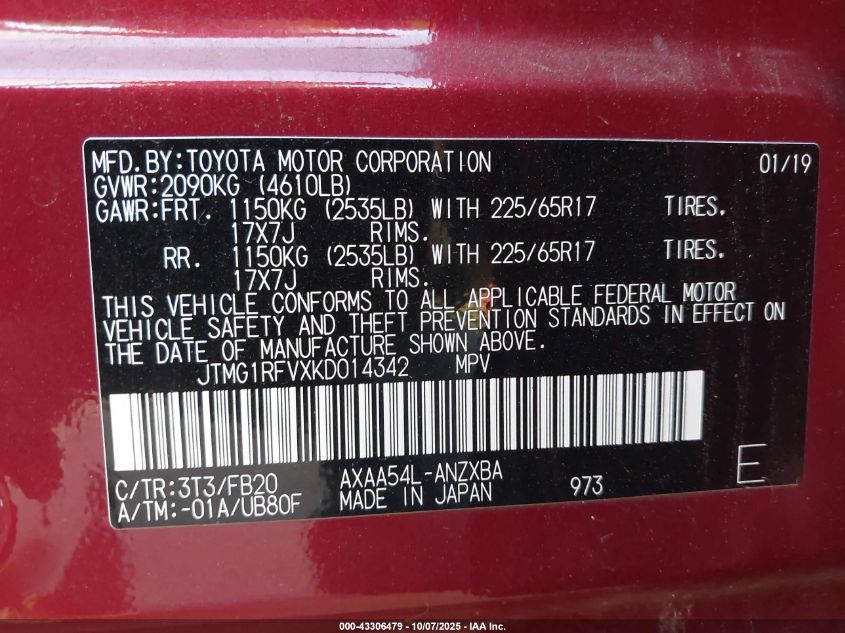 MFD.BY:TOYOTA MOTOR CORPORATION 01/19
GVWR:2090KG (4610LB)
GAWR:FRT. 1150KG (2535LB) WITH 225/65R17 TIRES.
17X7J RIMS.
RR. 1150KG (2535LB) WITH 225/65R17 TIRES.
17X7J RIMS.
THIS VEHICLE CONFORMS TO ALL APPLICABLE FEDERAL MOTOR
VEHICLE SAFETY AND THEFT PREVENTION STANDARDS IN EFFECT ON
THE DATE OF MANUFACTURE SHOWN ABOVE.
JTMG1RFVXKD014342 MPV
C/TR:3T3/FB20 AXAA54L-ANZXBA
A/TM:-01A/UB80F MADE IN JAPAN 973 E
000-43306479 - 10/07/2025 - IAA Inc.